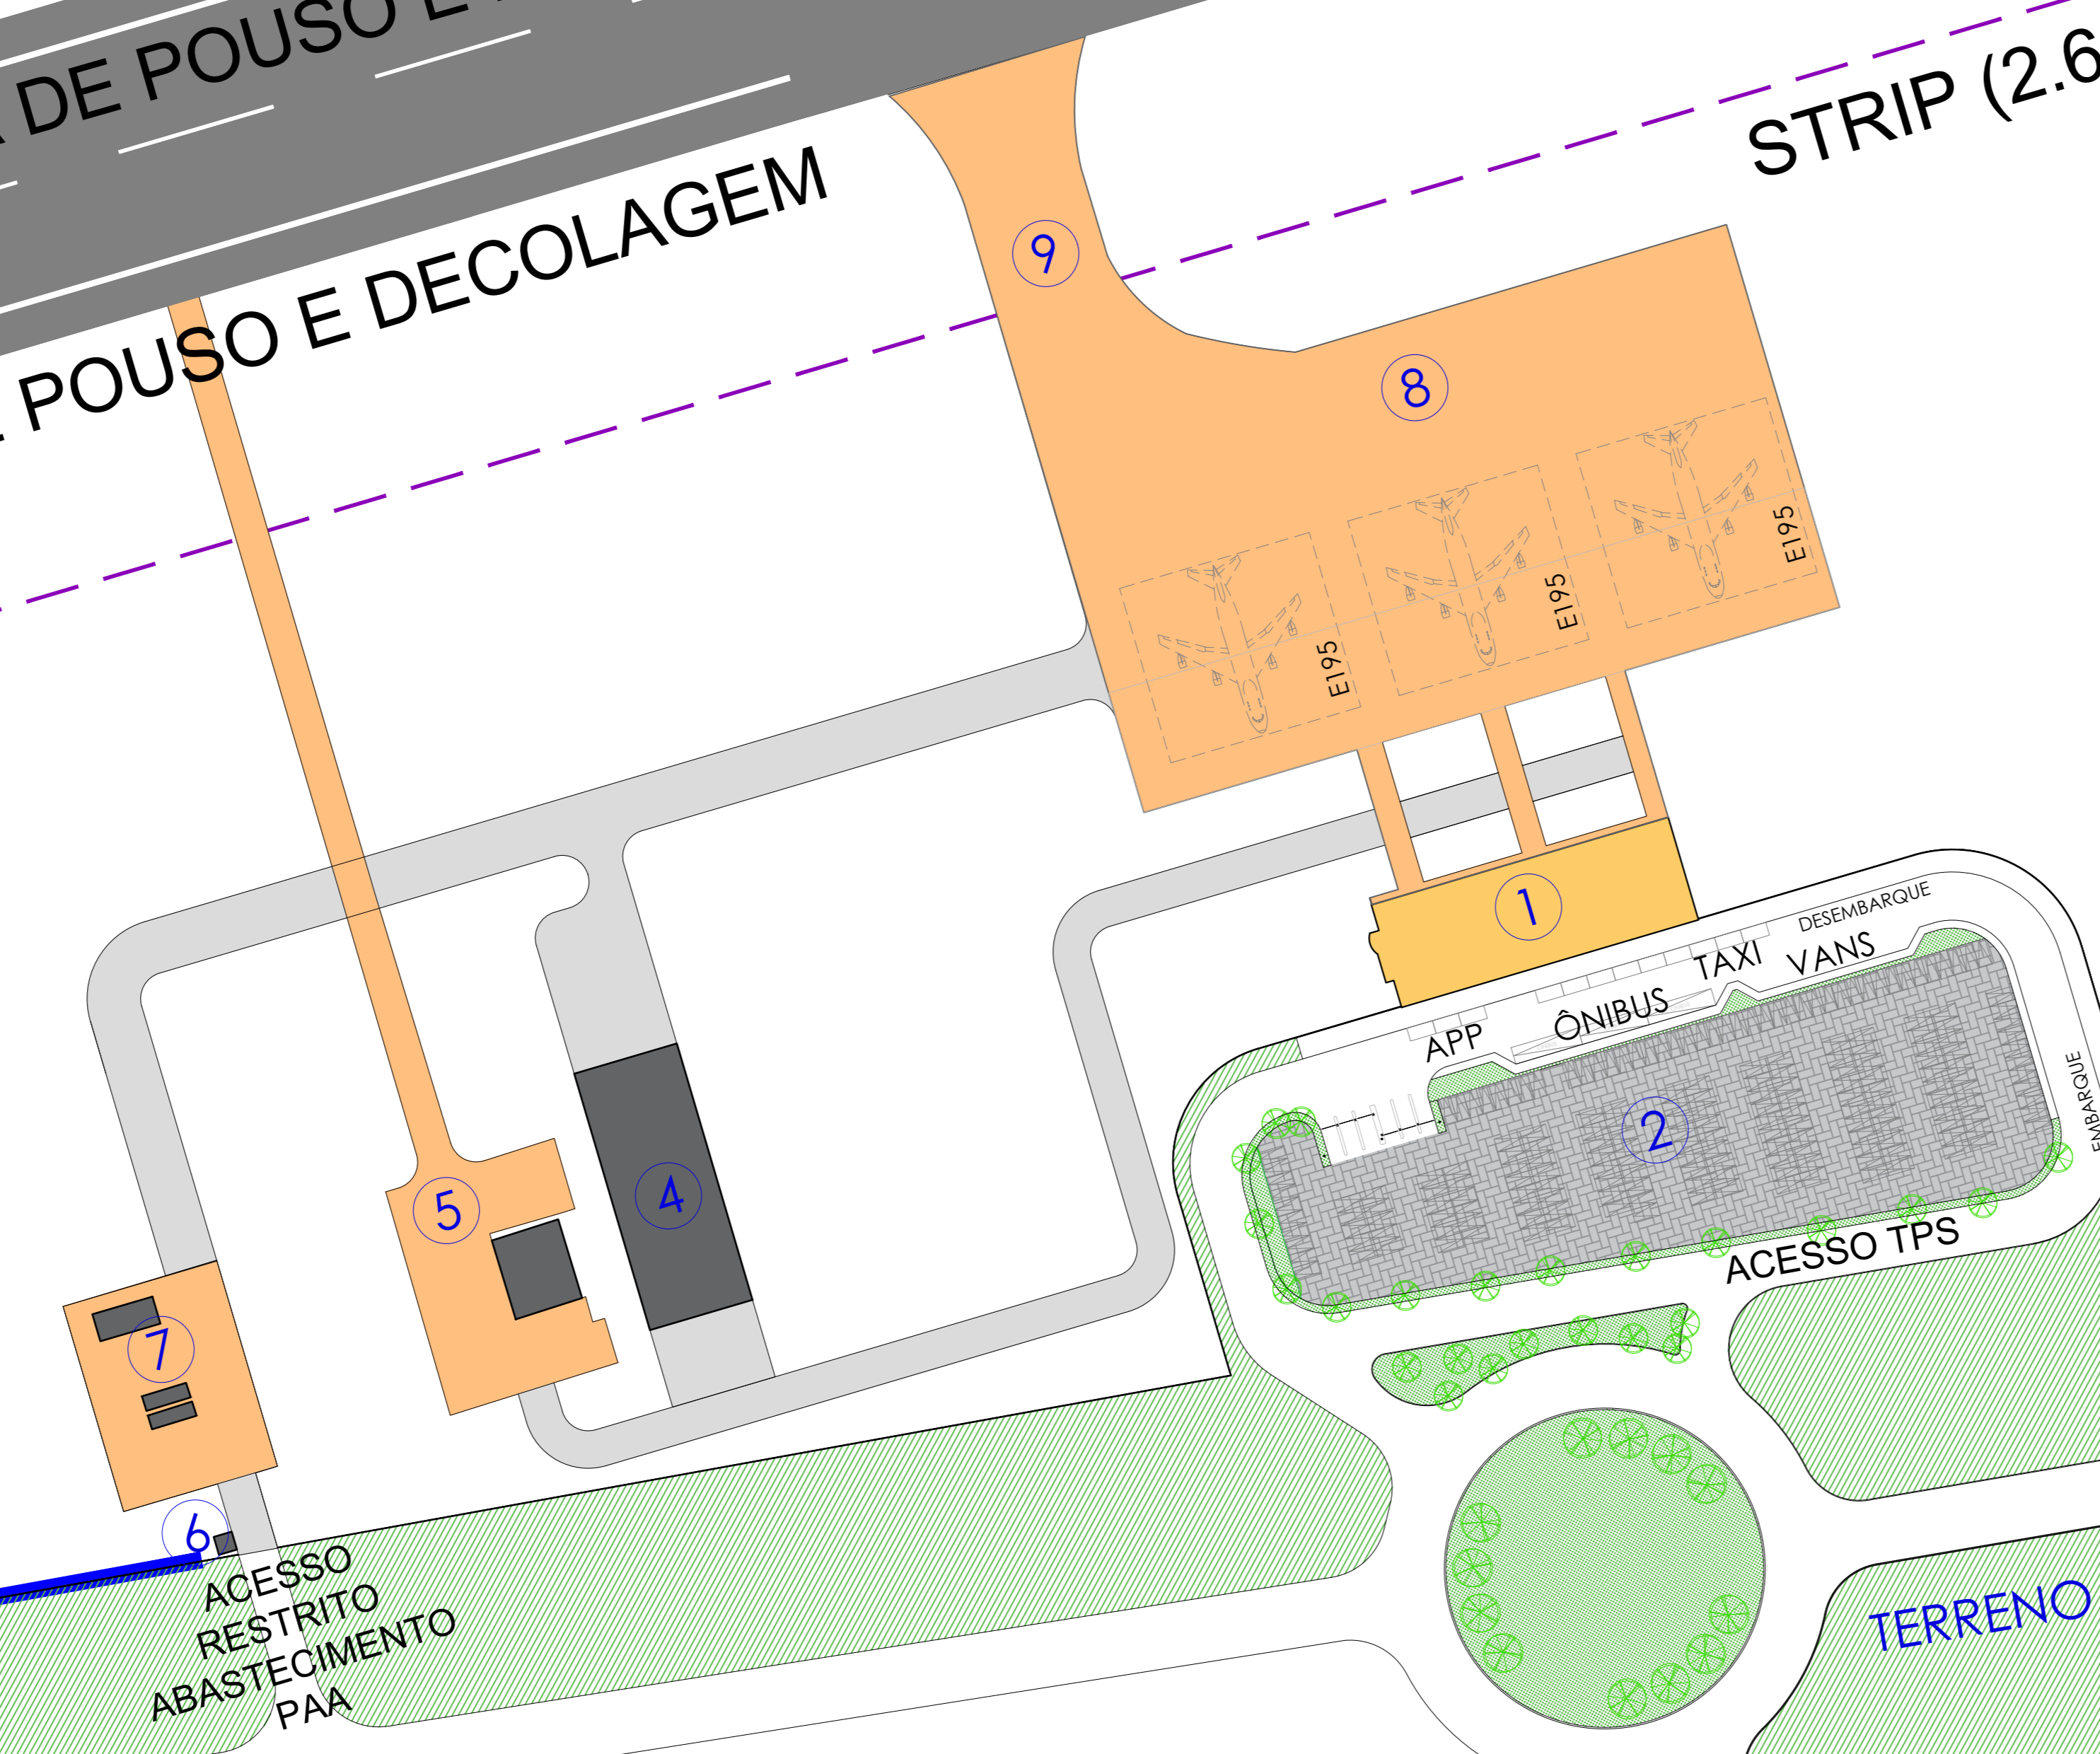 DE POUSO E
POUSO E DECOLAGEM
STRIP (2.6
9
8
E195
E195
E195
1
DESEMBARQUE
TAXI
VANS
ÔNIBUS
APP
EMBARQUE
2
ACESSO TPS
4
5
7
6
ACESSO
RESTRITO
ABASTECIMENTO
PAA
TERRENO